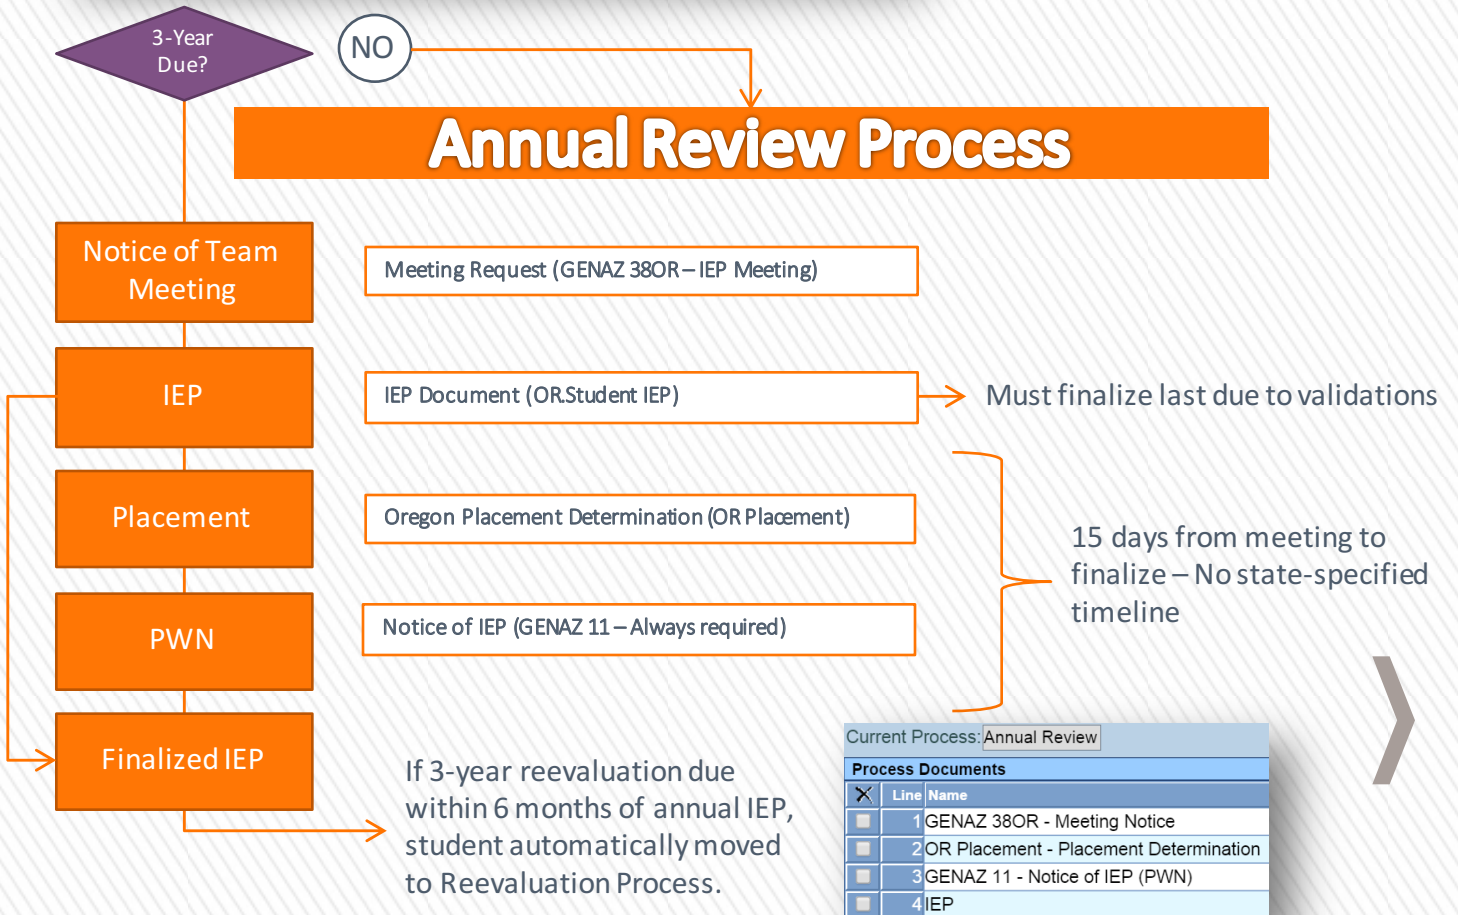 3-Year
Due?
NO
Annual Review Process
Notice of Team
Meeting
Meeting Request (GENAZ 38OR – IEP Meeting)
IEP
IEP Document (OR.Student IEP)
Must finalize last due to validations
Placement
Oregon Placement Determination (OR Placement)
15 days from meeting to
finalize – No state-specified
timeline
PWN
Notice of IEP (GENAZ 11 – Always required)
Finalized IEP
If 3-year reevaluation due
within 6 months of annual IEP,
student automatically moved
to Reevaluation Process.
Current Process: Annual Review
Process Documents
Line Name
1 GENAZ 38OR - Meeting Notice
2 OR Placement - Placement Determination
3 GENAZ 11 - Notice of IEP (PWN)
4 IEP